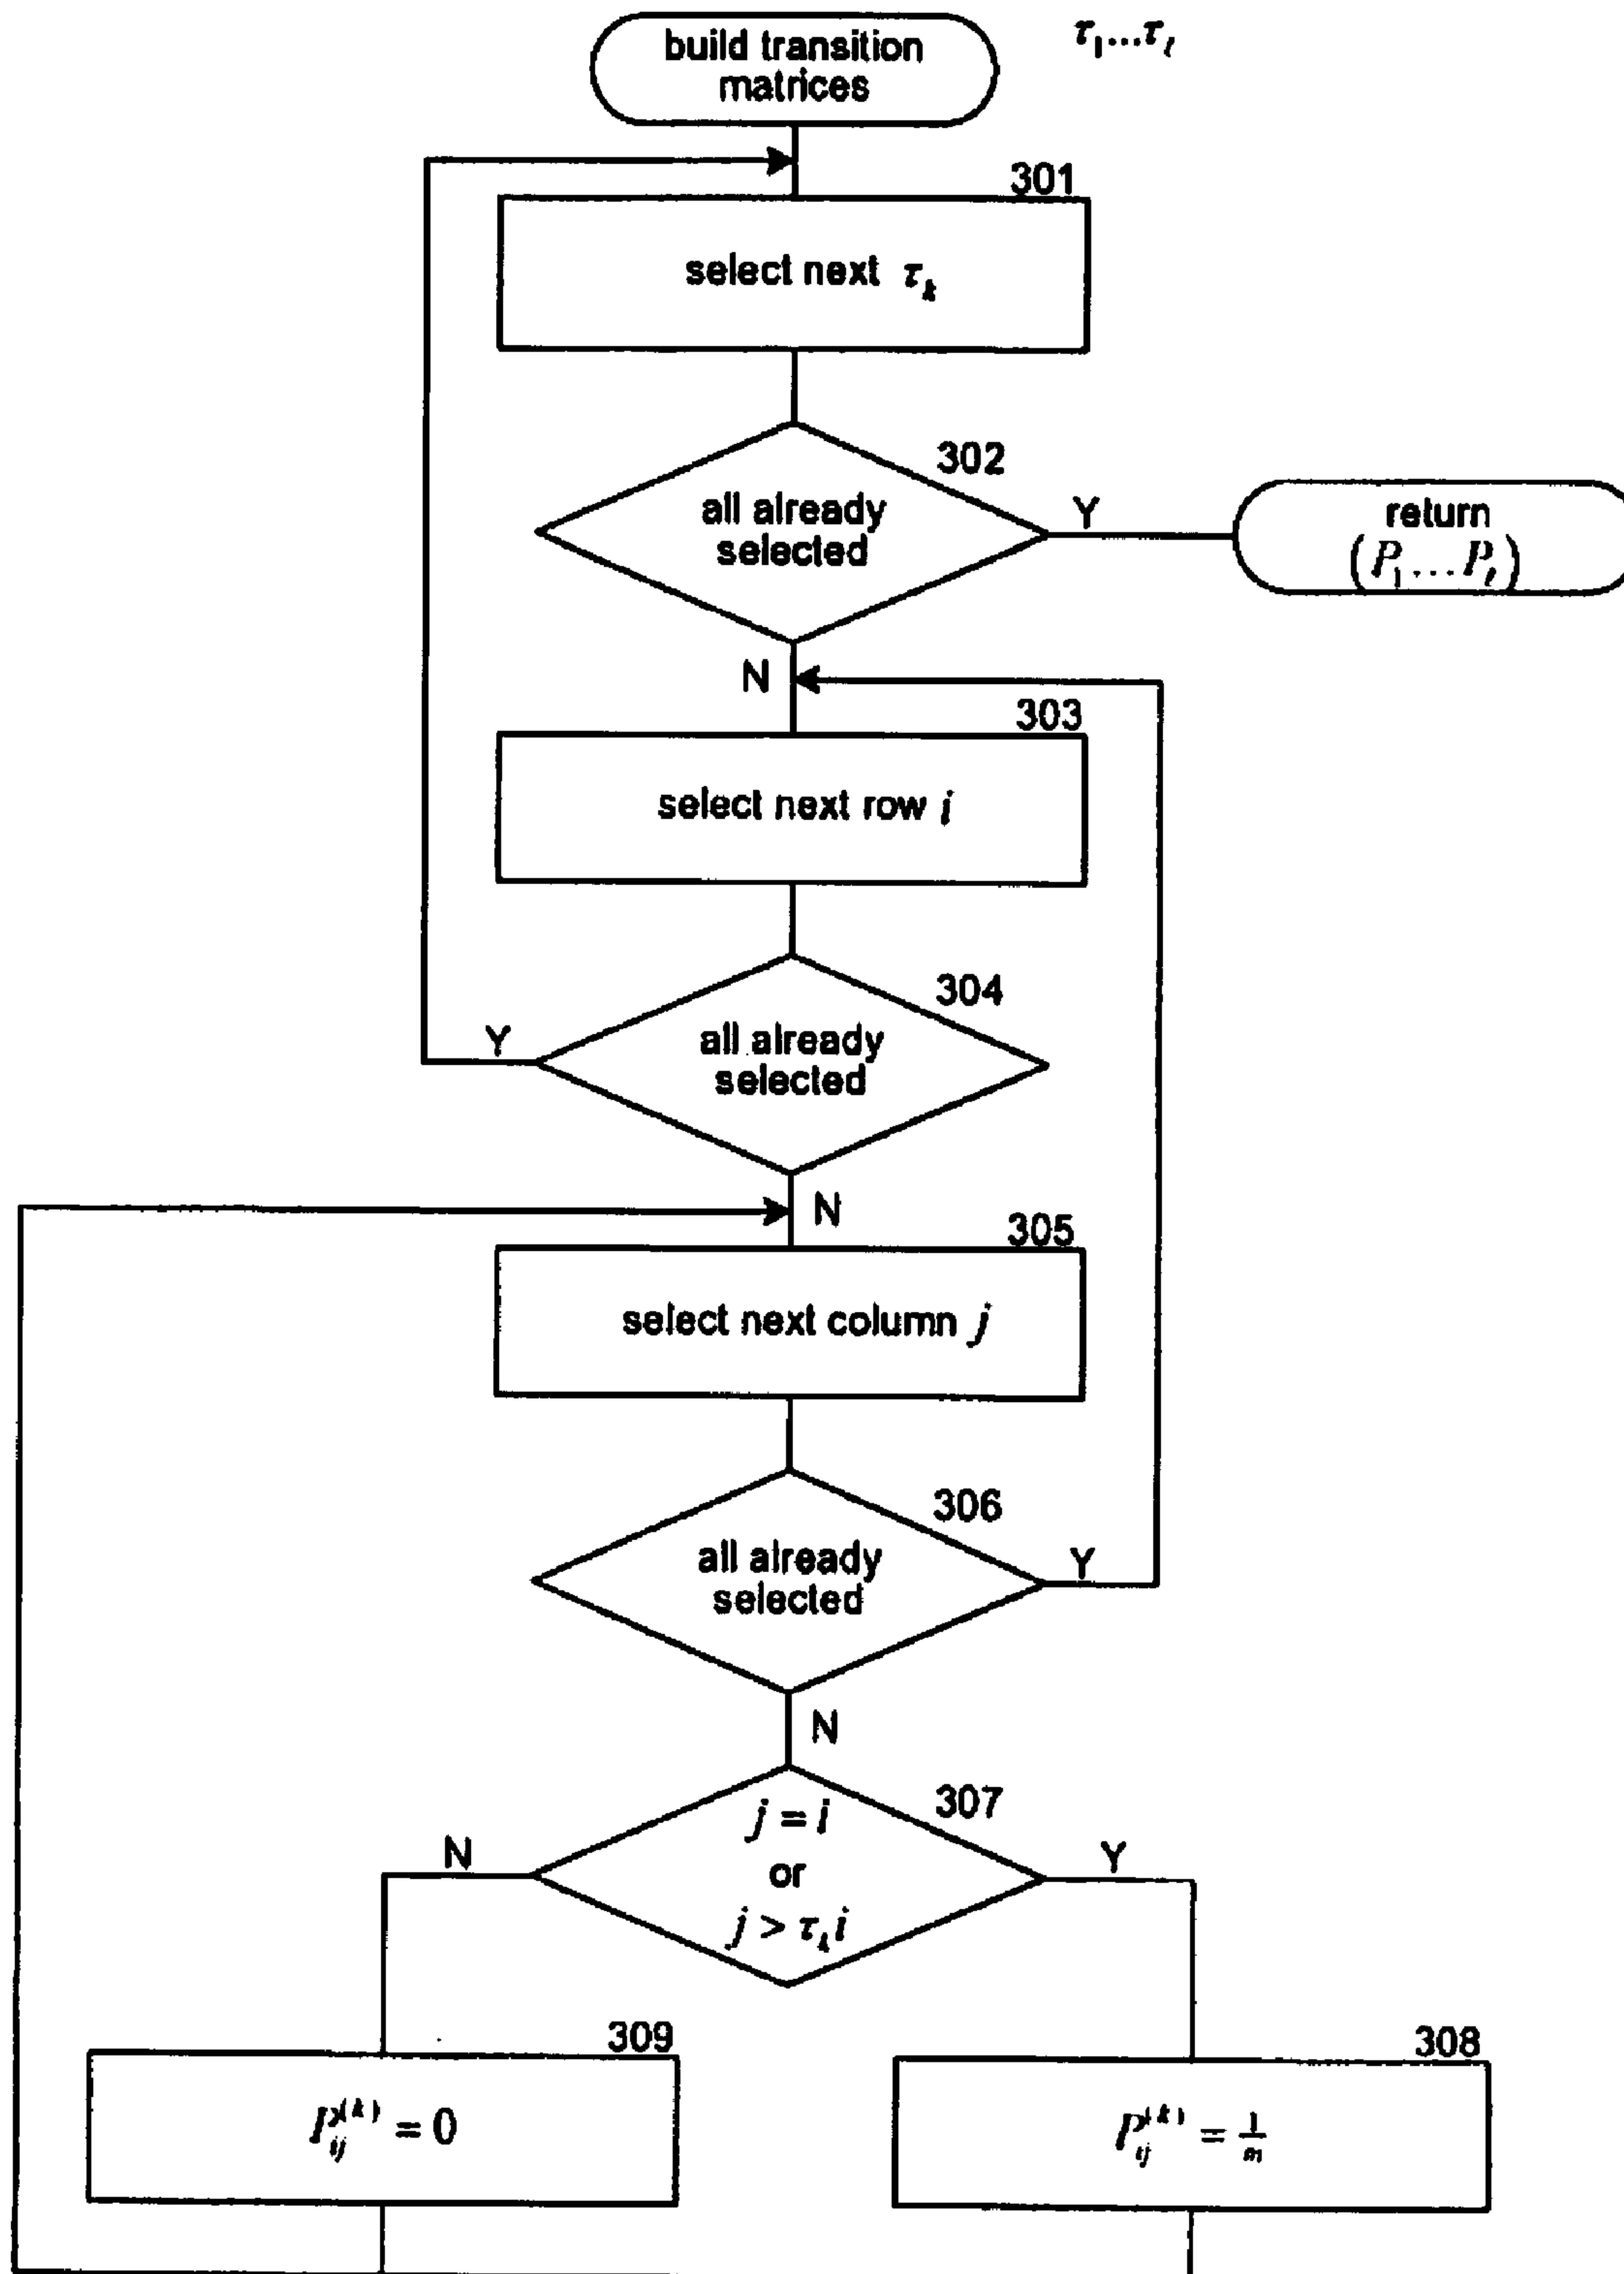 build transition
matrices
τ₁...τℓ
301
select next τₖ
302
all already
selected
Y
return
(P₁...Pℓ)
N
303
select next row i
304
all already
selected
Y
N
305
select next column j
306
all already
selected
Y
N
307
j = i
or
j > τₖi
N
Y
309
Pᵢⱼ⁽ᵏ⁾ = 0
308
Pᵢⱼ⁽ᵏ⁾ = 1/m